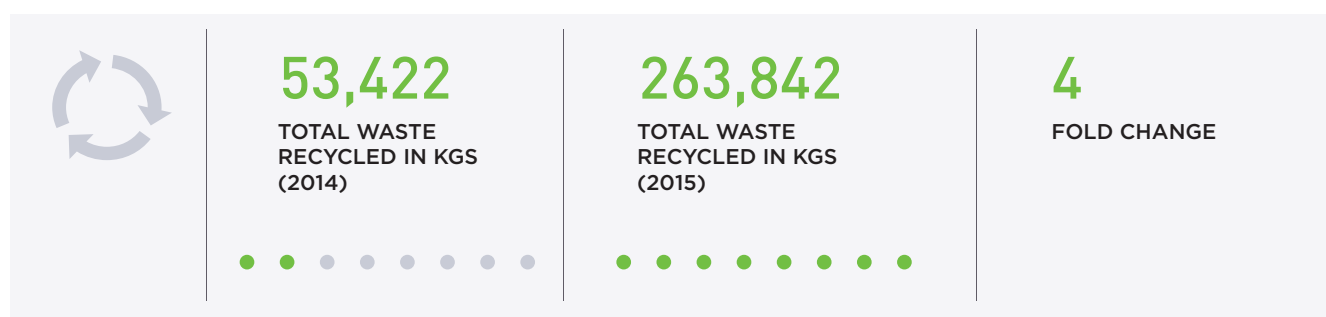 53,422
TOTAL WASTE
RECYCLED IN KGS
(2014)
263,842
TOTAL WASTE
RECYCLED IN KGS
(2015)
4
FOLD CHANGE